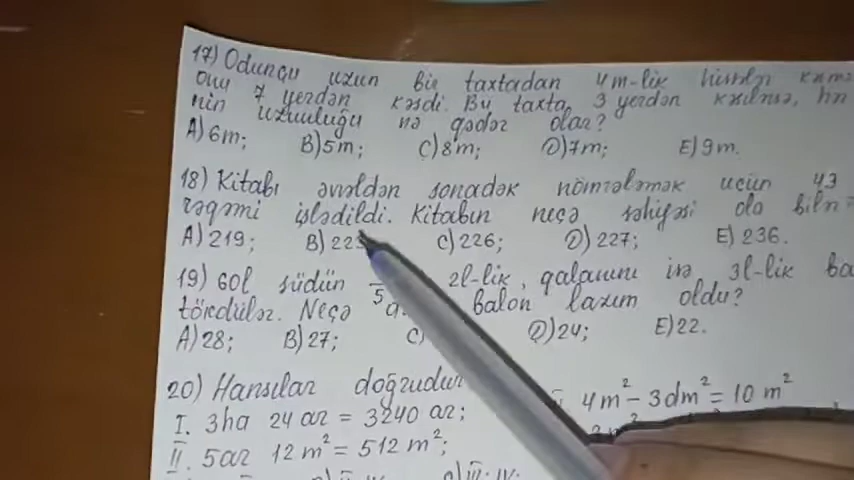 17) Odunçu uzun bir taxtadan 4m-lik
onu 7 yerdən kəsdi. Bu taxta 3 yerdən kəsilsə,
nin uzunluğu nə qədər olar?
A) 6m; B) 5m; C) 8m; D) 7m; E) 9m.
18) Kitabı əvvəldən sonadək nömrələmək üçün 43
rəqəmi işlədildi. Kitabın neçə səhifəsi ola bilər
A) 219; B) 22 C) 226; D) 227; E) 236.
19) 60l südün 5 2l-lik, qalanını isə 3l-lik
tökdülər. Neçə balon lazım oldu?
A) 28; B) 27; C) D) 24; E) 22.
20) Hansılar doğrudur
I. 3ha 24 ar = 3240 ar; 4m² - 3dm² = 10 m²
II. 5ar 12 m² = 512 m²;